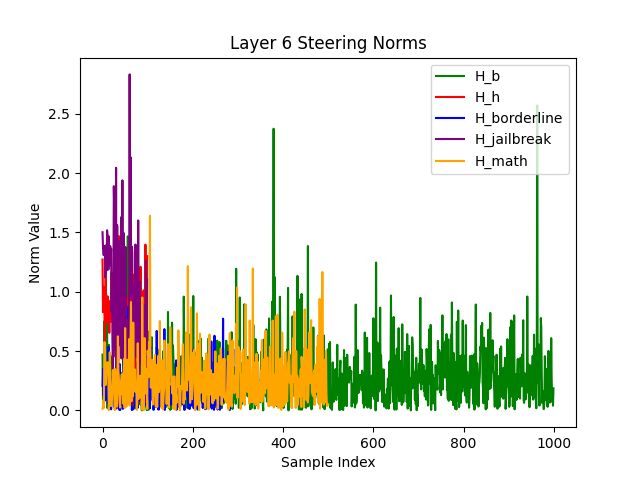 Layer 6 Steering Norms
H_b
H_h
H_borderline
H_jailbreak
H_math
Norm Value
2.5
2.0
1.5
1.0
0.5
0.0
0 200 400 600 800 1000
Sample Index